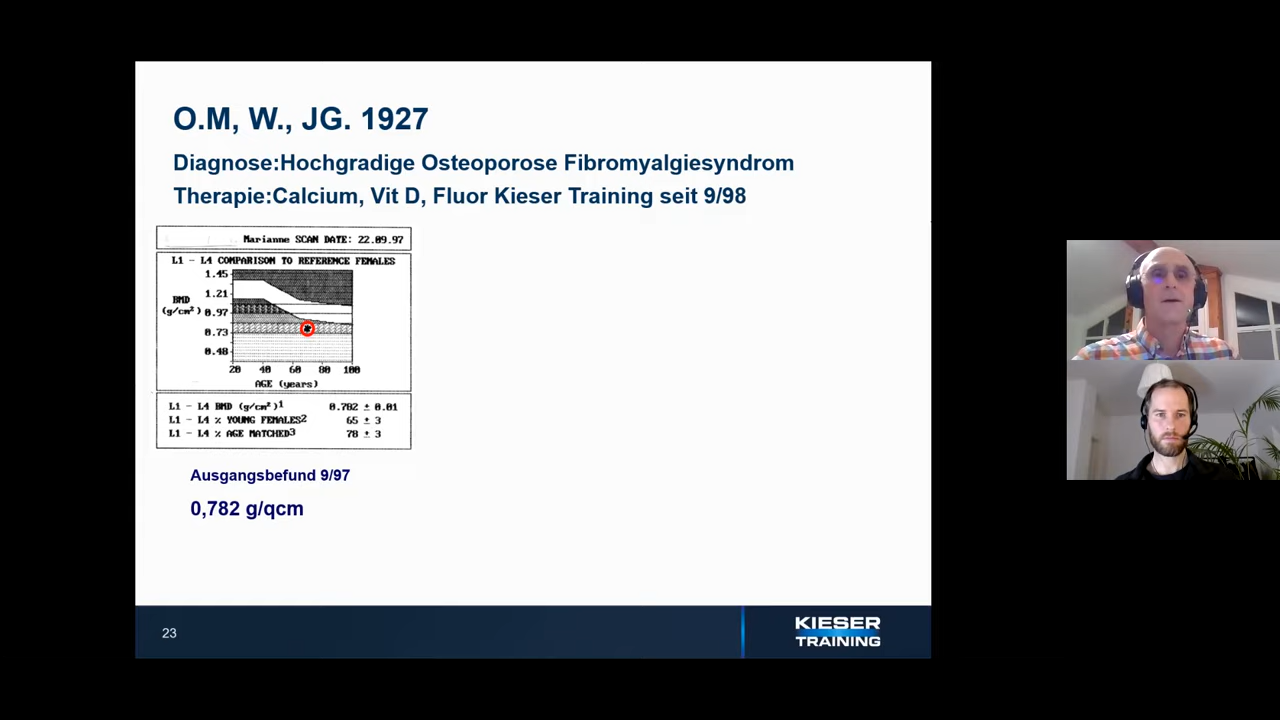 O.M, W., JG. 1927
Diagnose:Hochgradige Osteoporose Fibromyalgiesyndrom
Therapie:Calcium, Vit D, Fluor Kieser Training seit 9/98
Marianne SCAN DATE: 22.09.97
L1 - L4 COMPARISON TO REFERENCE FEMALES
BMD
(g/cm²)
1.45
1.21
0.97
0.73
0.48
20 40 60 80 100
AGE (years)
L1 - L4 BMD (g/cm²)1 0.782 ± 0.01
L1 - L4 % YOUNG FEMALES2 65 ± 3
L1 - L4 % AGE MATCHED3 78 ± 3
Ausgangsbefund 9/97
0,782 g/qcm
23
KIESER
TRAINING